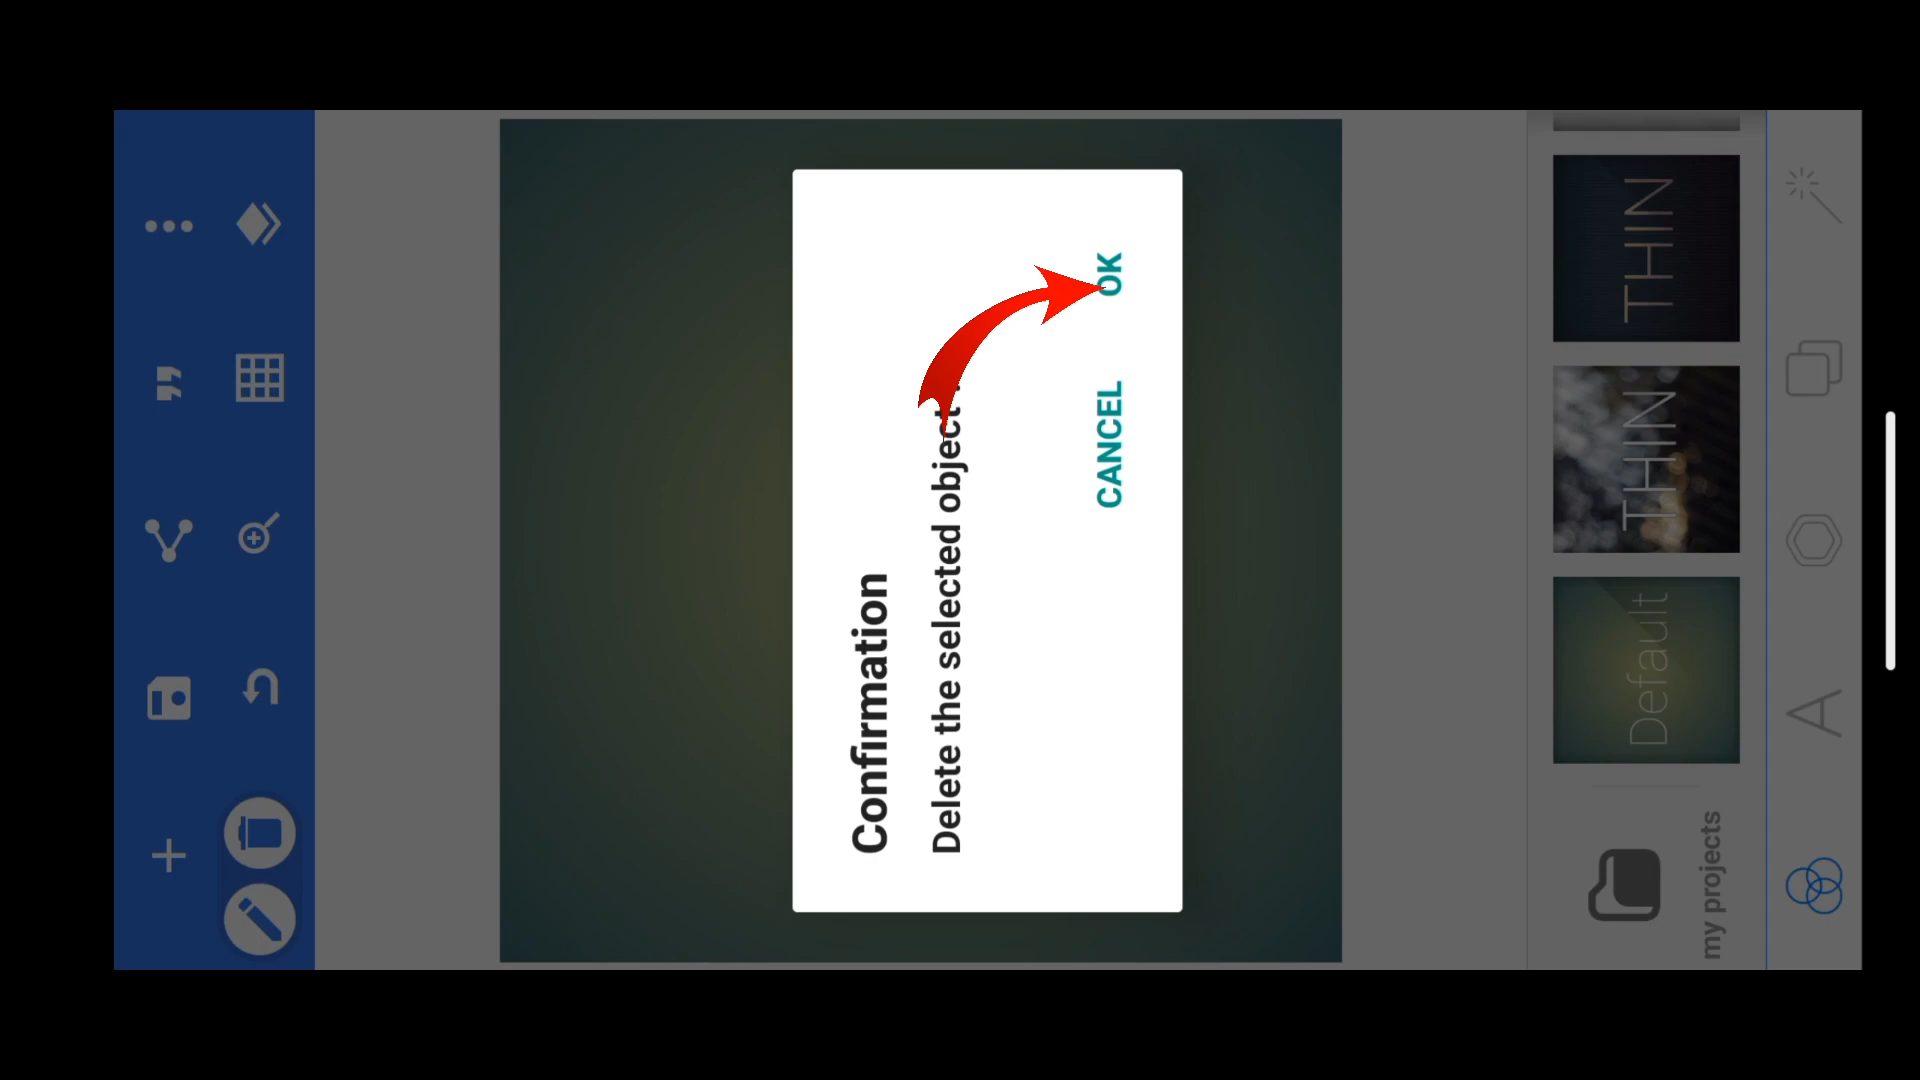 Confirmation
Delete the selected object
CANCEL OK
my projects
Default
THIN
THIN